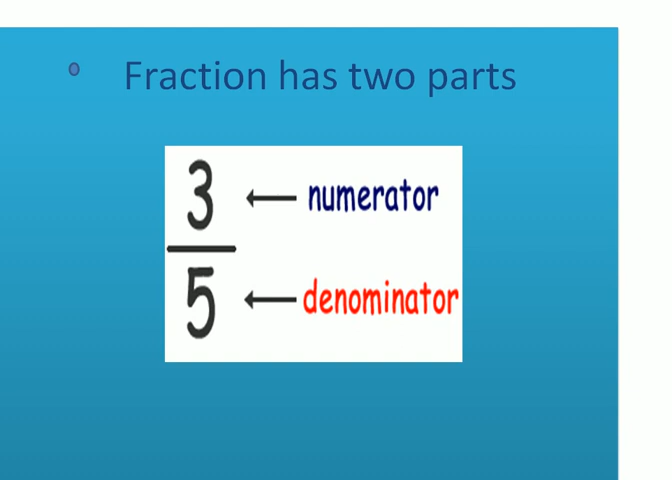 • Fraction has two parts
3 ← numerator
5 ← denominator